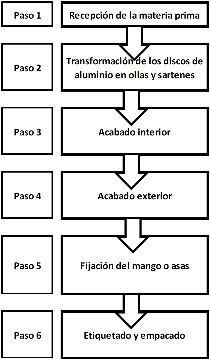 Paso 1
Recepción de la materia prima
Paso 2
Transformación de los discos de
aluminio en ollas y sartenes
Paso 3
Acabado interior
Paso 4
Acabado exterior
Paso 5
Fijación del mango o asas
Paso 6
Etiquetado y empacado